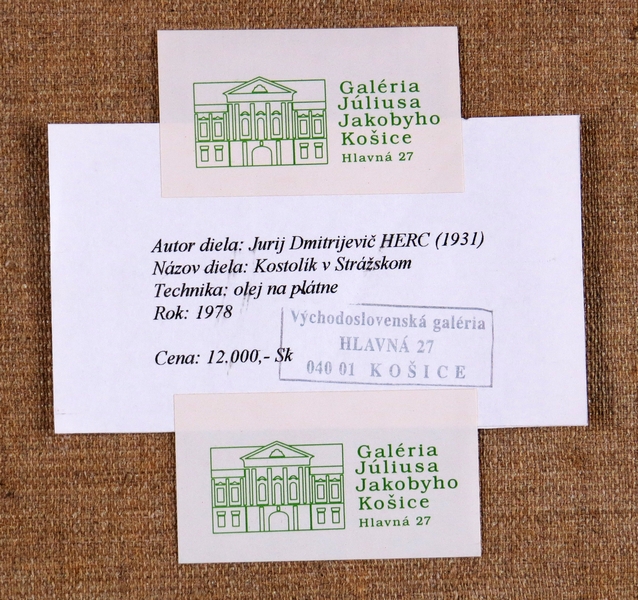 Galéria
Júliusa
Jakobyho
Košice
Hlavná 27
Autor diela: Jurij Dmitrijevič HERC (1931)
Názov diela: Kostolík v Strážskom
Technika: olej na plátne
Rok: 1978
Cena: 12.000,- Sk
Východoslovenská galéria
HLAVNÁ 27
040 01 KOŠICE
Galéria
Júliusa
Jakobyho
Košice
Hlavná 27